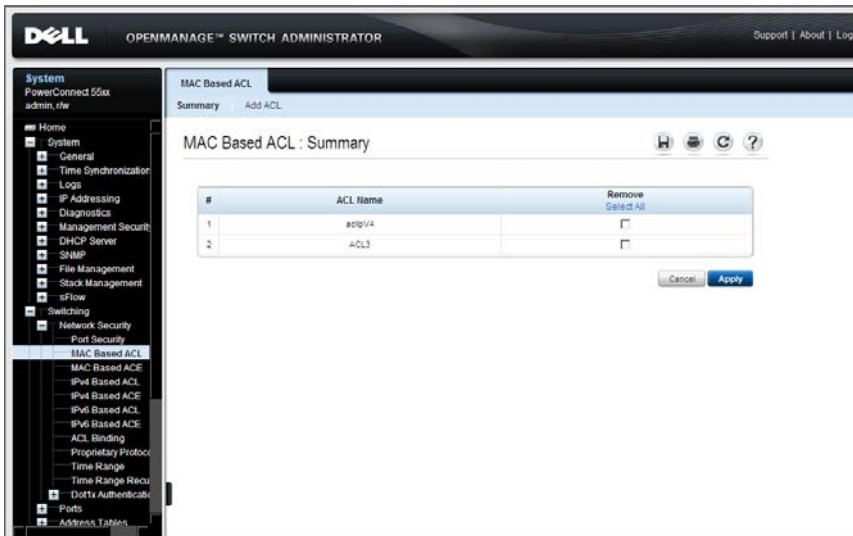 DELL
OPENMANAGE™ SWITCH ADMINISTRATOR
Support | About | Log
System
PowerConnect 55xx
admin, r/w
Home
System
General
Time Synchronization
Logs
IP Addressing
Diagnostics
Management Securit
DHCP Server
SNMP
File Management
Stack Management
sFlow
Switching
Network Security
Port Security
MAC Based ACL
MAC Based ACE
IPv4 Based ACL
IPv4 Based ACE
IPv6 Based ACL
IPv6 Based ACE
ACL Binding
Proprietary Protoco
Time Range
Time Range Recu
Dot1x Authenticatio
Ports
Address Tables
MAC Based ACL
Summary Add ACL
MAC Based ACL : Summary
?
# ACL Name Remove
Select All
1 aclpV4
2 ACL3
Cancel Apply